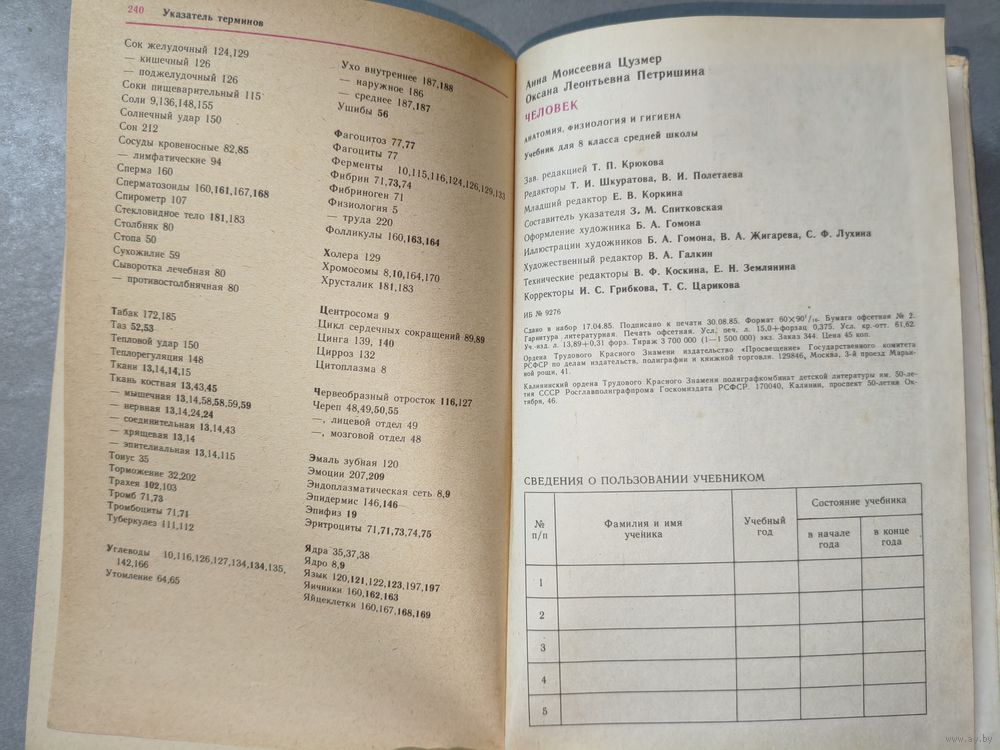 240 Указатель терминов
Сок желудочный 124,129
— кишечный 126
— поджелудочный 126
Соки пищеварительный 115
Соли 9,136,148,155
Солнечный удар 150
Сон 212
Сосуды кровеносные 82,85
— лимфатические 94
Сперма 160
Сперматозоиды 160,161,167,168
Спирометр 107
Стекловидное тело 181,183
Столбняк 80
Стопа 50
Сухожилие 59
Сыворотка лечебная 80
— противостолбнячная 80
Табак 172,185
Таз 52,53
Тепловой удар 150
Теплорегуляция 148
Ткани 13,14,14,15
Ткань костная 13,43,45
— мышечная 13,14,58,58,59,59
— нервная 13,14,24,24
— соединительная 13,14,43
— хрящевая 13,14
— эпителиальная 13,14,115
Тонус 35
Торможение 32,202
Трахея 102,103
Тромб 71,73
Тромбоциты 71,71
Туберкулез 111,112
Углеводы 10,116,126,127,134,134,135,
142,166
Утомление 64,65
Ухо внутреннее 187,188
— наружное 186
— среднее 187,187
Ушибы 56
Фагоцитоз 77,77
Фагоциты 77
Ферменты 10,115,116,124,126,129,133
Фибрин 71,73,74
Фибриноген 71
Физиология 5
— труда 220
Фолликулы 160,163,164
Холера 129
Хромосомы 8,10,164,170
Хрусталик 181,183
Центросома 9
Цикл сердечных сокращений 89,89
Цинга 139, 140
Цирроз 132
Цитоплазма 8
Червеобразный отросток 116,127
Череп 48,49,50,55
—, лицевой отдел 49
—, мозговой отдел 48
Эмаль зубная 120
Эмоции 207,209
Эндоплазматическая сеть 8,9
Эпидермис 146,146
Эпифиз 19
Эритроциты 71,71,73,74,75
Ядра 35,37,38
Ядро 8,9
Язык 120,121,122,123,197,197
Яичники 160,162,163
Яйцеклетки 160,167,168,169
Анна Моисеевна Цузмер
Оксана Леонтьевна Петришина
ЧЕЛОВЕК
АНАТОМИЯ, ФИЗИОЛОГИЯ И ГИГИЕНА
Учебник для 8 класса средней школы
Зав. редакцией Т. П. Крюкова
Редакторы Т. И. Шкуратова, В. И. Полетаева
Младший редактор Е. В. Коркина
Составитель указателя З. М. Спитковская
Оформление художника Б. А. Гомона
Иллюстрации художников Б. А. Гомона, В. А. Жигарева, С. Ф. Лухина
Художественный редактор В. А. Галкин
Технические редакторы В. Ф. Коскина, Е. Н. Землянина
Корректоры И. С. Грибкова, Т. С. Царикова
ИБ № 9276
Сдано в набор 17.04.85. Подписано к печати 30.08.85. Формат 60×90¹/₁₆. Бумага офсетная № 2.
Гарнитура литературная. Печать офсетная. Усл. печ. л. 15,0+форзац 0,375. Усл. кр.-отт. 61,62.
Уч.-изд. л. 13,89+0,31 форз. Тираж 3 700 000 (1—1 500 000) экз. Заказ 344. Цена 45 коп.
Ордена Трудового Красного Знамени издательство «Просвещение» Государственного комитета
РСФСР по делам издательств, полиграфии и книжной торговли. 129846, Москва, 3-й проезд Марьи-
ной рощи, 41.
Калининский ордена Трудового Красного Знамени полиграфкомбинат детской литературы им. 50-ле-
тия СССР Росглавполиграфпрома Госкомиздата РСФСР. 170040, Калинин, проспект 50-летия Ок-
тября, 46.
СВЕДЕНИЯ О ПОЛЬЗОВАНИИ УЧЕБНИКОМ
№ п/п
Фамилия и имя ученика
Учебный год
Состояние учебника
в начале года
в конце года
1
2
3
4
5
www.ay.by